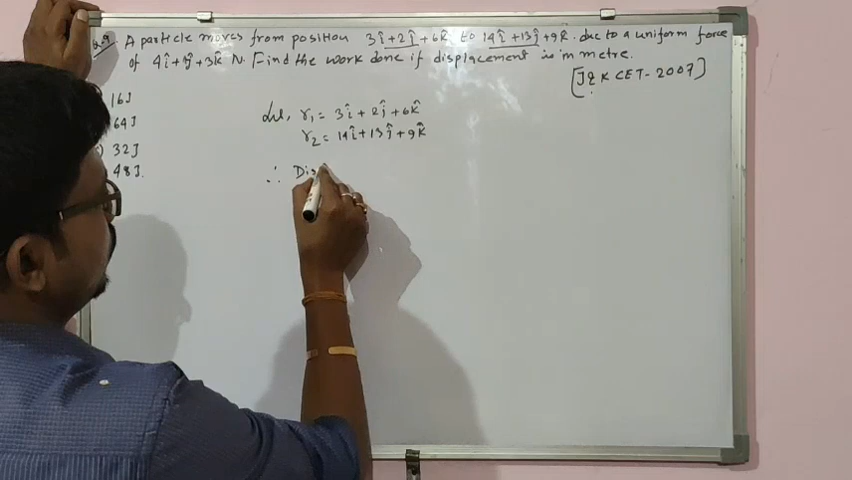 Q.9. A particle moves from position 3î+2ĵ+6k̂ to 14î+13ĵ+9k̂ due to a uniform force
of 4î+ĵ+3k̂ N. Find the work done if displacement is in metre.
[J & K CET-2007]
16J
64J
32J
48J.
Let, r₁ = 3î+2ĵ+6k̂
r₂ = 14î+13ĵ+9k̂
∴ Dis